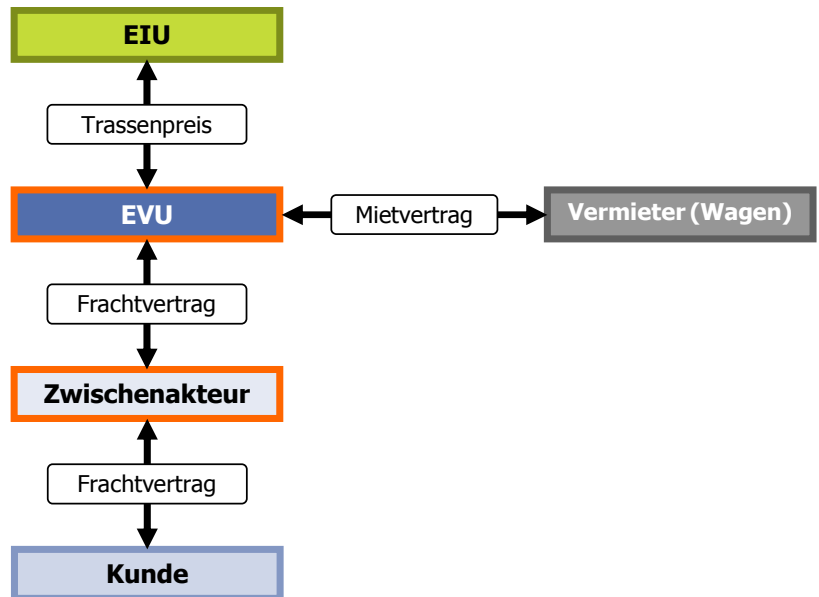 EIU
Trassenpreis
EVU
Mietvertrag
Vermieter (Wagen)
Frachtvertrag
Zwischenakteur
Frachtvertrag
Kunde